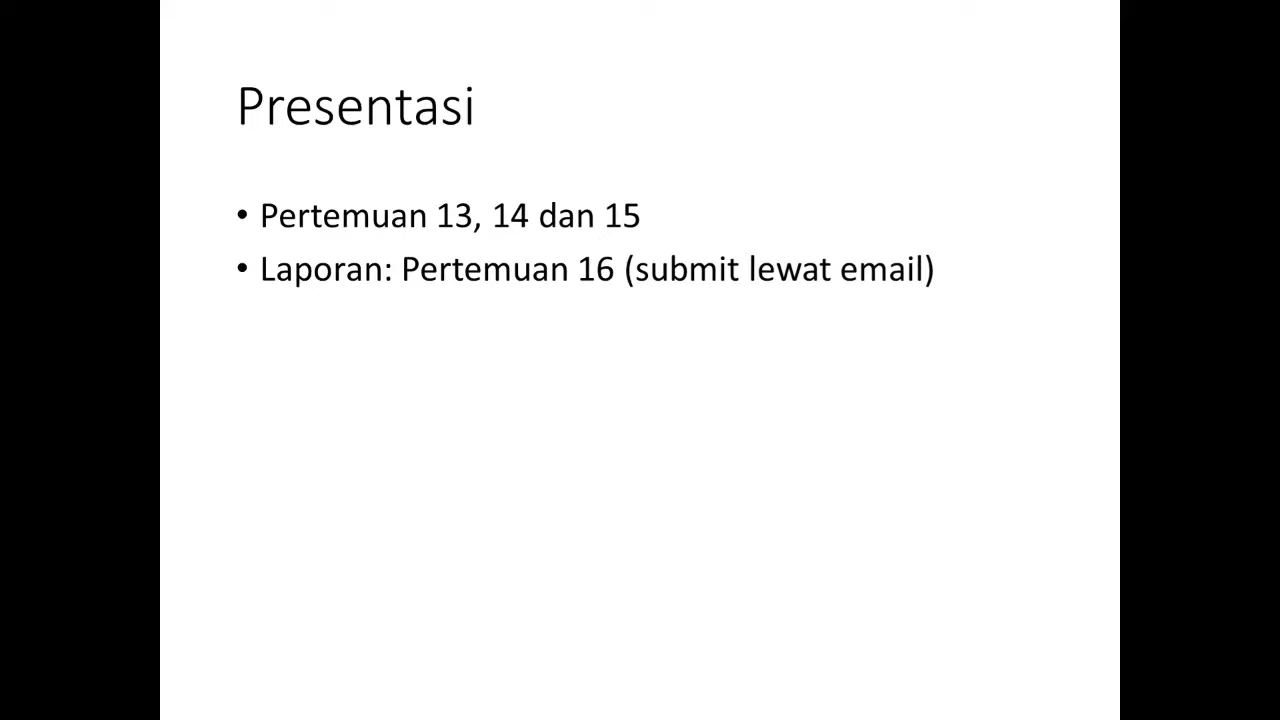 Presentasi
• Pertemuan 13, 14 dan 15
• Laporan: Pertemuan 16 (submit lewat email)